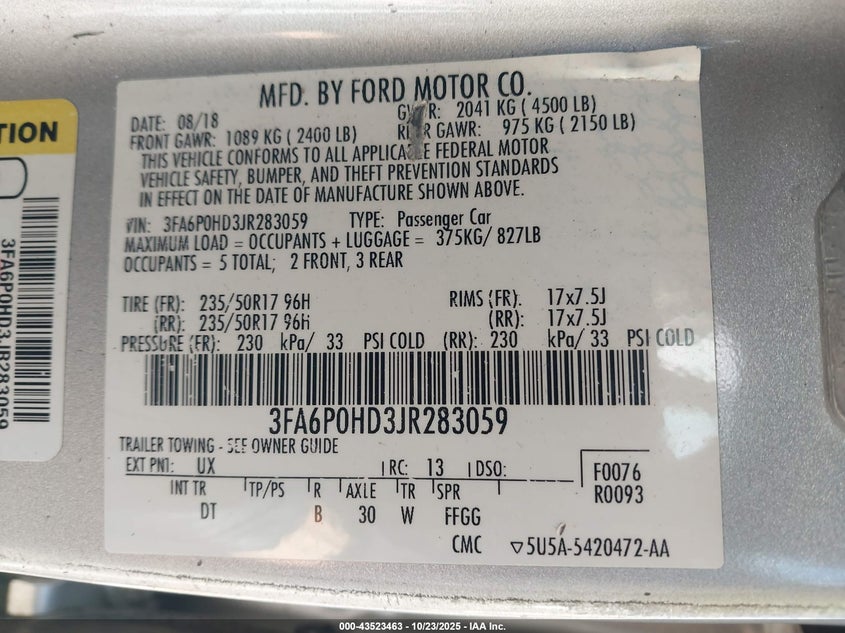 TION
3FA6P0HD3JR283059
MFD. BY FORD MOTOR CO.
DATE: 08/18 GVWR: 2041 KG ( 4500 LB)
FRONT GAWR: 1089 KG ( 2400 LB) REAR GAWR: 975 KG ( 2150 LB)
THIS VEHICLE CONFORMS TO ALL APPLICABLE FEDERAL MOTOR
VEHICLE SAFETY, BUMPER, AND THEFT PREVENTION STANDARDS
IN EFFECT ON THE DATE OF MANUFACTURE SHOWN ABOVE.
VIN: 3FA6P0HD3JR283059 TYPE: Passenger Car
MAXIMUM LOAD = OCCUPANTS + LUGGAGE = 375KG/ 827LB
OCCUPANTS = 5 TOTAL; 2 FRONT, 3 REAR
TIRE (FR): 235/50R17 96H RIMS (FR). 17x7.5J
(RR): 235/50R17 96H (RR): 17x7.5J
PRESSURE (FR): 230 kPa/ 33 PSI COLD (RR): 230 kPa/ 33 PSI COLD
3FA6P0HD3JR283059
TRAILER TOWING - SEE OWNER GUIDE
EXT PNT: UX RC: 13 DSO: F0076
INT TR TP/PS R AXLE TR SPR R0093
DT B 30 W FFGG
CMC ▽5U5A-5420472-AA
000-43523463 - 10/23/2025 - IAA Inc.